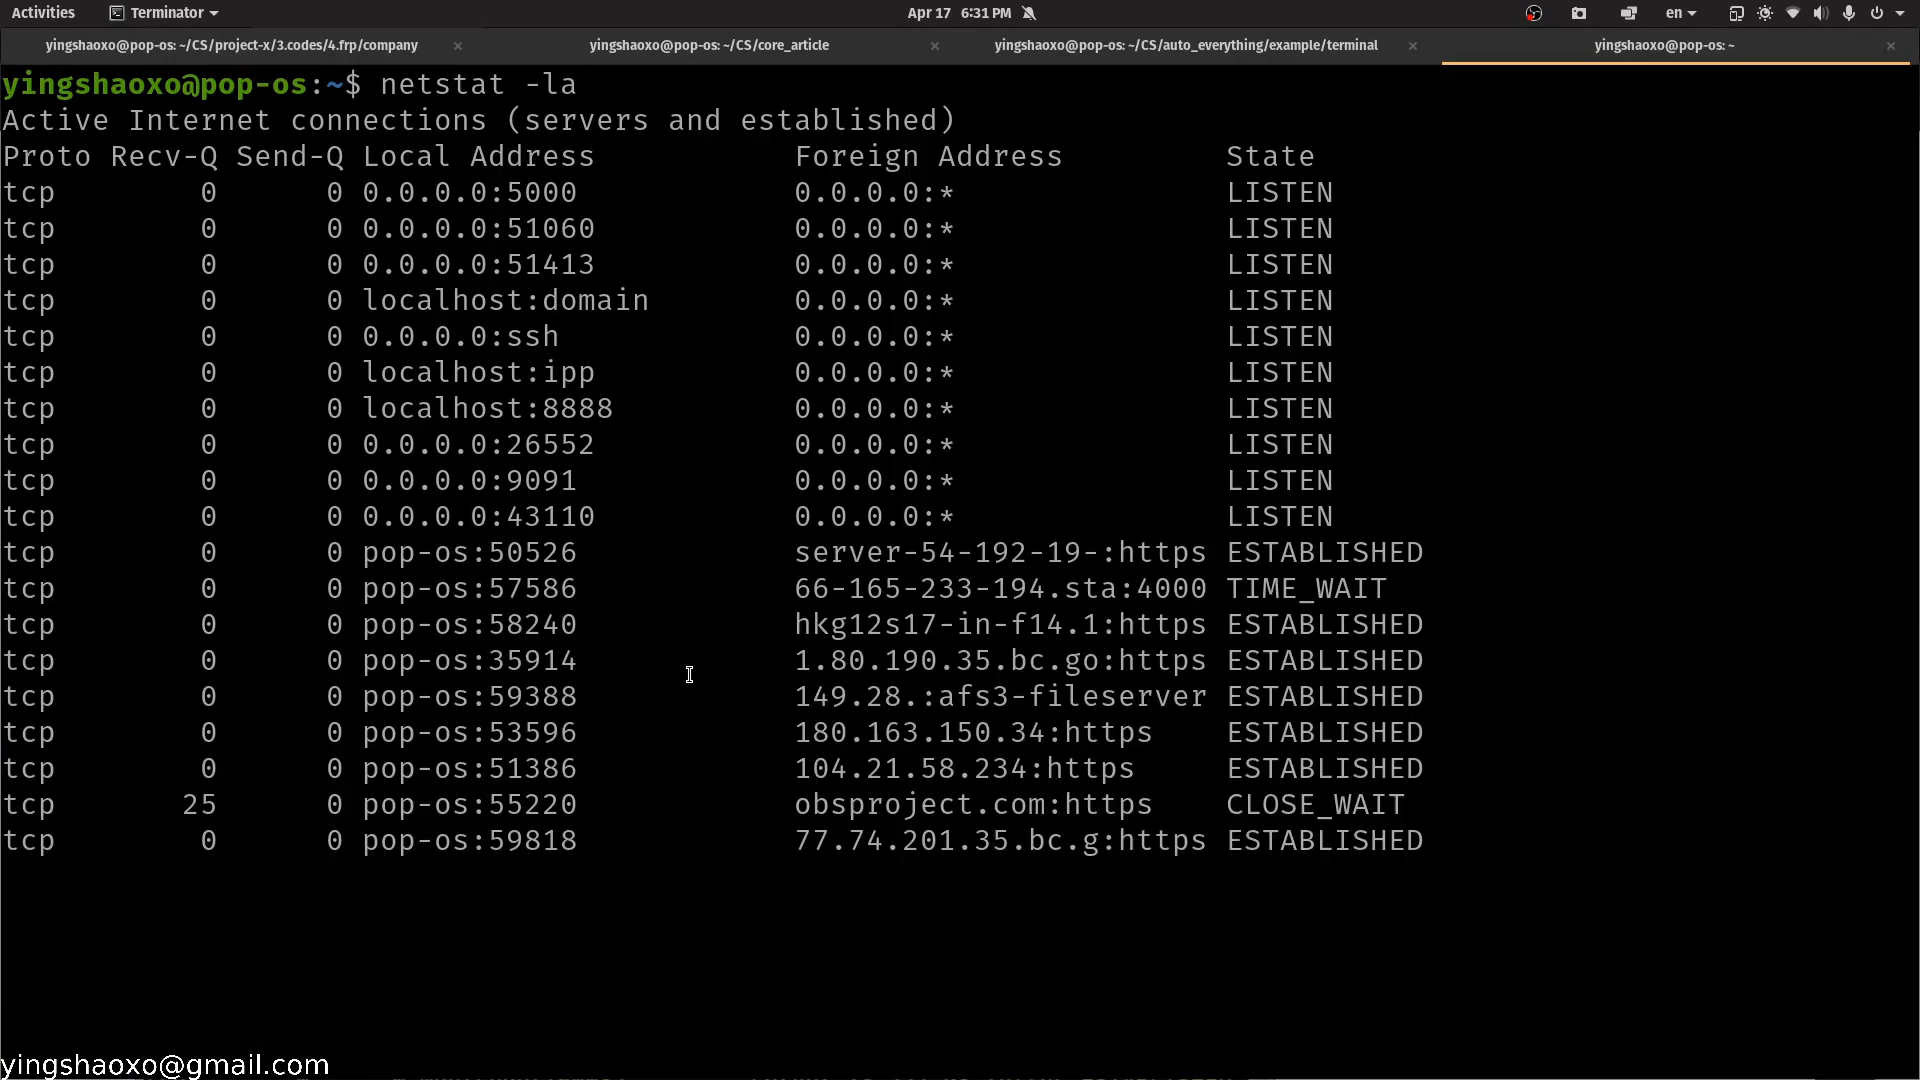 Activities Terminator Apr 17 6:31 PM en
yingshaoxo@pop-os: ~/CS/project-x/3.codes/4.frp/company × yingshaoxo@pop-os: ~/CS/core_article × yingshaoxo@pop-os: ~/CS/auto_everything/example/terminal × yingshaoxo@pop-os: ~ ×
yingshaoxo@pop-os:~$ netstat -la
Active Internet connections (servers and established)
Proto Recv-Q Send-Q Local Address           Foreign Address         State
tcp        0      0 0.0.0.0:5000            0.0.0.0:*               LISTEN
tcp        0      0 0.0.0.0:51060           0.0.0.0:*               LISTEN
tcp        0      0 0.0.0.0:51413           0.0.0.0:*               LISTEN
tcp        0      0 localhost:domain        0.0.0.0:*               LISTEN
tcp        0      0 0.0.0.0:ssh             0.0.0.0:*               LISTEN
tcp        0      0 localhost:ipp           0.0.0.0:*               LISTEN
tcp        0      0 localhost:8888          0.0.0.0:*               LISTEN
tcp        0      0 0.0.0.0:26552           0.0.0.0:*               LISTEN
tcp        0      0 0.0.0.0:9091            0.0.0.0:*               LISTEN
tcp        0      0 0.0.0.0:43110           0.0.0.0:*               LISTEN
tcp        0      0 pop-os:50526            server-54-192-19-:https ESTABLISHED
tcp        0      0 pop-os:57586            66-165-233-194.sta:4000 TIME_WAIT
tcp        0      0 pop-os:58240            hkg12s17-in-f14.1:https ESTABLISHED
tcp        0      0 pop-os:35914            1.80.190.35.bc.go:https ESTABLISHED
tcp        0      0 pop-os:59388            149.28.:afs3-fileserver ESTABLISHED
tcp        0      0 pop-os:53596            180.163.150.34:https    ESTABLISHED
tcp        0      0 pop-os:51386            104.21.58.234:https     ESTABLISHED
tcp       25      0 pop-os:55220            obsproject.com:https    CLOSE_WAIT
tcp        0      0 pop-os:59818            77.74.201.35.bc.g:https ESTABLISHED
yingshaoxo@gmail.com